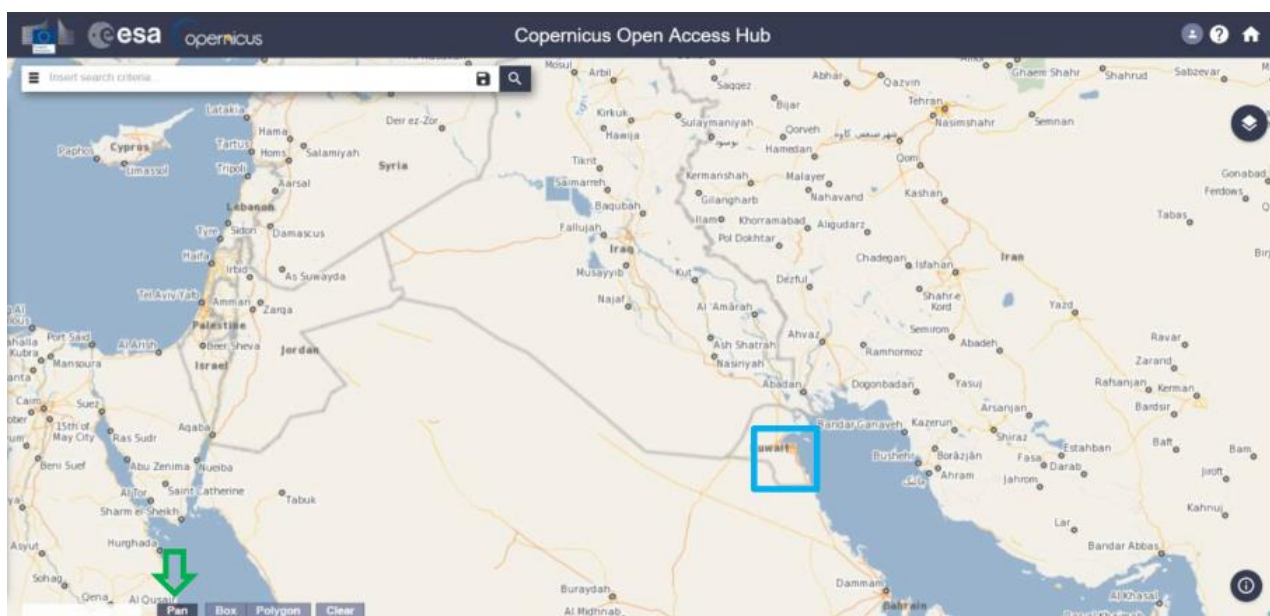 esa opernicus Copernicus Open Access Hub
Insert search criteria...
Mosul Arbil Saqqez Abhar Qazvin Ghaem Shahr Shahrud Sabzevar
Latakia Deir ez-Zor Kirkuk Sulaymaniyah Bijar Tehran
Hama Hawija Qorveh Nasimshahr Semnan
Paphos Cyprus Tartus Homs Salamiyah Hamedan
Limassol Tripoli Syria Tikrit Kermanshah Malayer Qom Gonabad
Aarsal Samarreh Gilangharb Nahavand Kashan Ferdows
Lebanon Baqubah Ilam Khorramabad Aligudarz Tabas
Tyre Sidon Damascus Fallujah Pol Dokhtar
Haifa Iraq Chadegan Isfahan Iran Birj
Irbid As Suwayda Musayyib Kut Dezful
Tel Aviv/Yafo Amman Zarqa Najaf Al 'Amārah Shahr-e Kord Yazd
Palestine Ahvaz Semirom
Port Said Al Arish Beer Sheva Jordan Ash Shatrah Ramhormoz Abadeh Ravar
Kubra Mansoura Israel Nasiriyah Zarand
Abadan Dogonbadan Yasuj Rafsanjan Kerman
Cairo Suez Arsanjan Bardsir
15th of May City Ras Sudr Aqaba Bandar Ganaveh Kazerun Shiraz
uwait Estahban Baft Bam
Beni Suef Abu Zenima Nueiba Bushehr Borāzjān Fasa Darab
Al Tor Saint Catherine Tabuk Ahram Jahrom Jiroft
Sharm el-Sheikh Kahnuj
Asyut Hurghada Lar
Bandar Abbas
Sohag Buraydah Dammam
Qena Al Qusair Al Midhnab Bahrain Al Khasab
Pan Box Polygon Clear